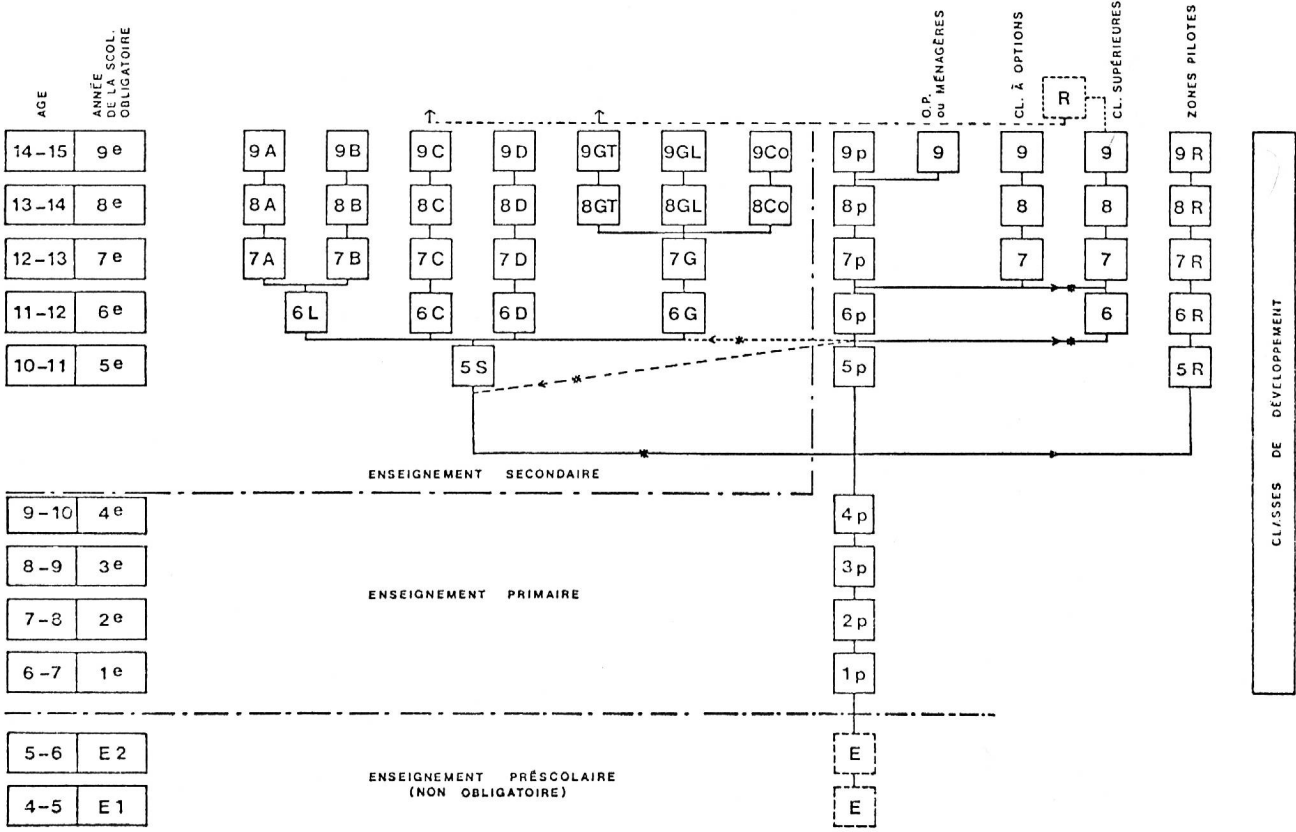 AGE
ANNÉE
DE LA SCOL.
OBLIGATOIRE
O.P.
OU MÉNAGÈRES
CL. À OPTIONS
R
CL. SUPÉRIEURES
ZONES PILOTES
14-15 9e 9A 9B 9C 9D 9GT 9GL 9Co 9p 9 9 9 9R
13-14 8e 8A 8B 8C 8D 8GT 8GL 8Co 8p 8 8 8R
12-13 7e 7A 7B 7C 7D 7G 7p 7 7 7R
11-12 6e 6L 6C 6D 6G 6p 6 6R
10-11 5e 5S 5p 5R
ENSEIGNEMENT SECONDAIRE
9-10 4e 4p
8-9 3e 3p
ENSEIGNEMENT PRIMAIRE
7-8 2e 2p
6-7 1e 1p
5-6 E2 E
ENSEIGNEMENT PRÉSCOLAIRE
(NON OBLIGATOIRE)
4-5 E1 E
CLASSES DE DÉVELOPPEMENT